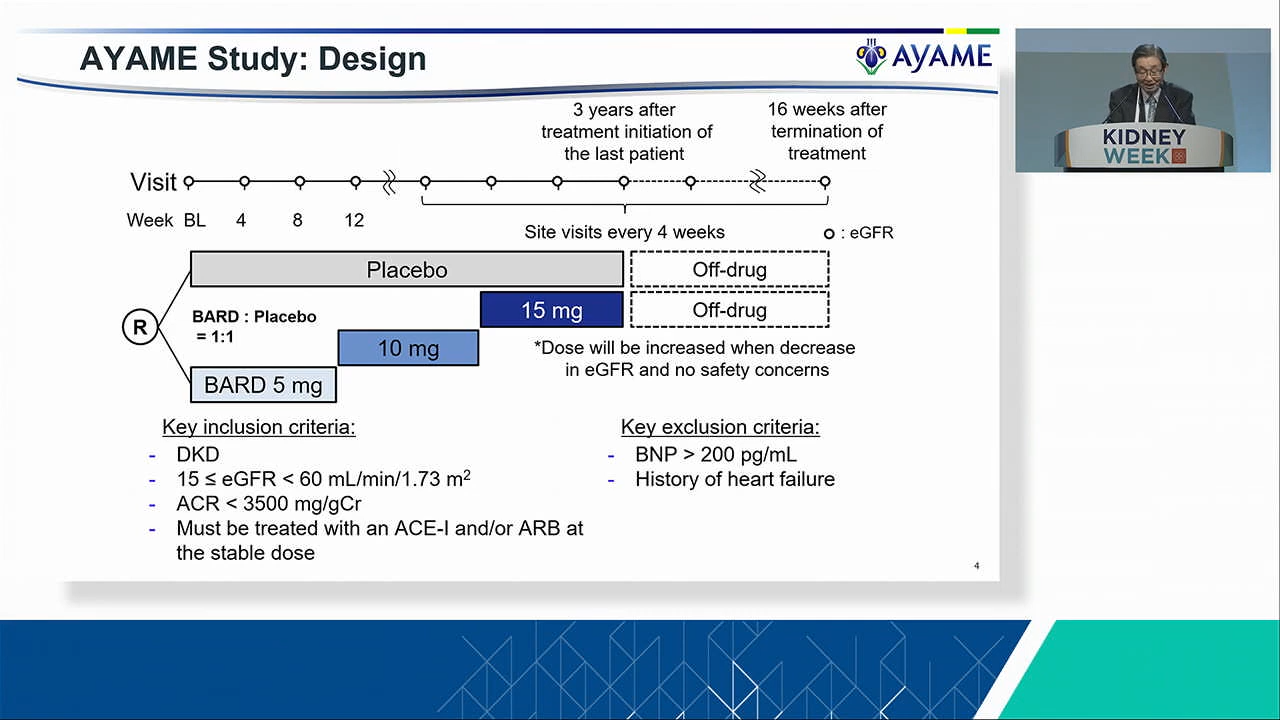 AYAME Study: Design
AYAME
3 years after
treatment initiation of
the last patient
16 weeks after
termination of
treatment
Visit
Week BL 4 8 12
Site visits every 4 weeks
: eGFR
Placebo
Off-drug
15 mg
Off-drug
R
BARD : Placebo
= 1:1
10 mg
*Dose will be increased when decrease
in eGFR and no safety concerns
BARD 5 mg
Key inclusion criteria:
- DKD
- 15 ≤ eGFR < 60 mL/min/1.73 m²
- ACR < 3500 mg/gCr
- Must be treated with an ACE-I and/or ARB at
the stable dose
Key exclusion criteria:
- BNP > 200 pg/mL
- History of heart failure
4
KIDNEY
WEEK